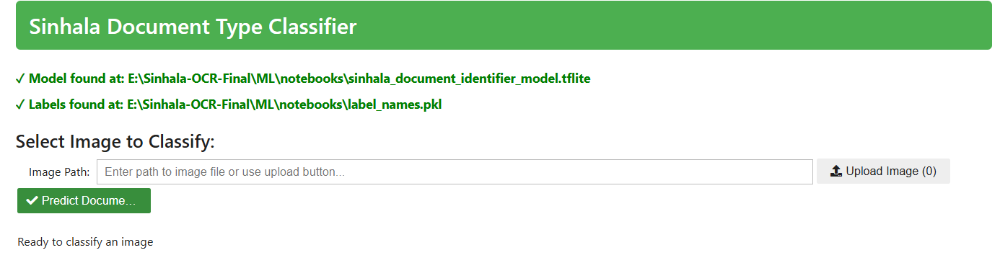 Sinhala Document Type Classifier
✓ Model found at: E:\Sinhala-OCR-Final\ML\notebooks\sinhala_document_identifier_model.tflite
✓ Labels found at: E:\Sinhala-OCR-Final\ML\notebooks\label_names.pkl
Select Image to Classify:
Image Path: Enter path to image file or use upload button... Upload Image (0)
Predict Docume...
Ready to classify an image